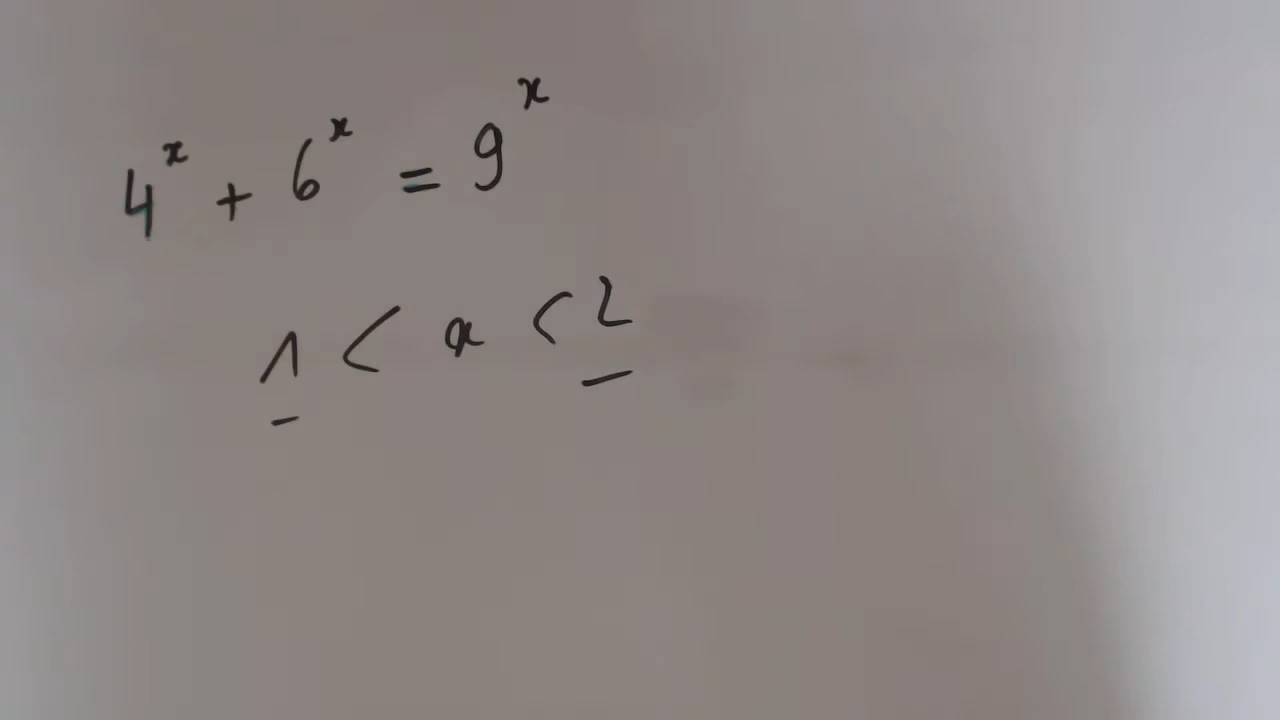 4^x + 6^x = 9^x
1 < x < 2